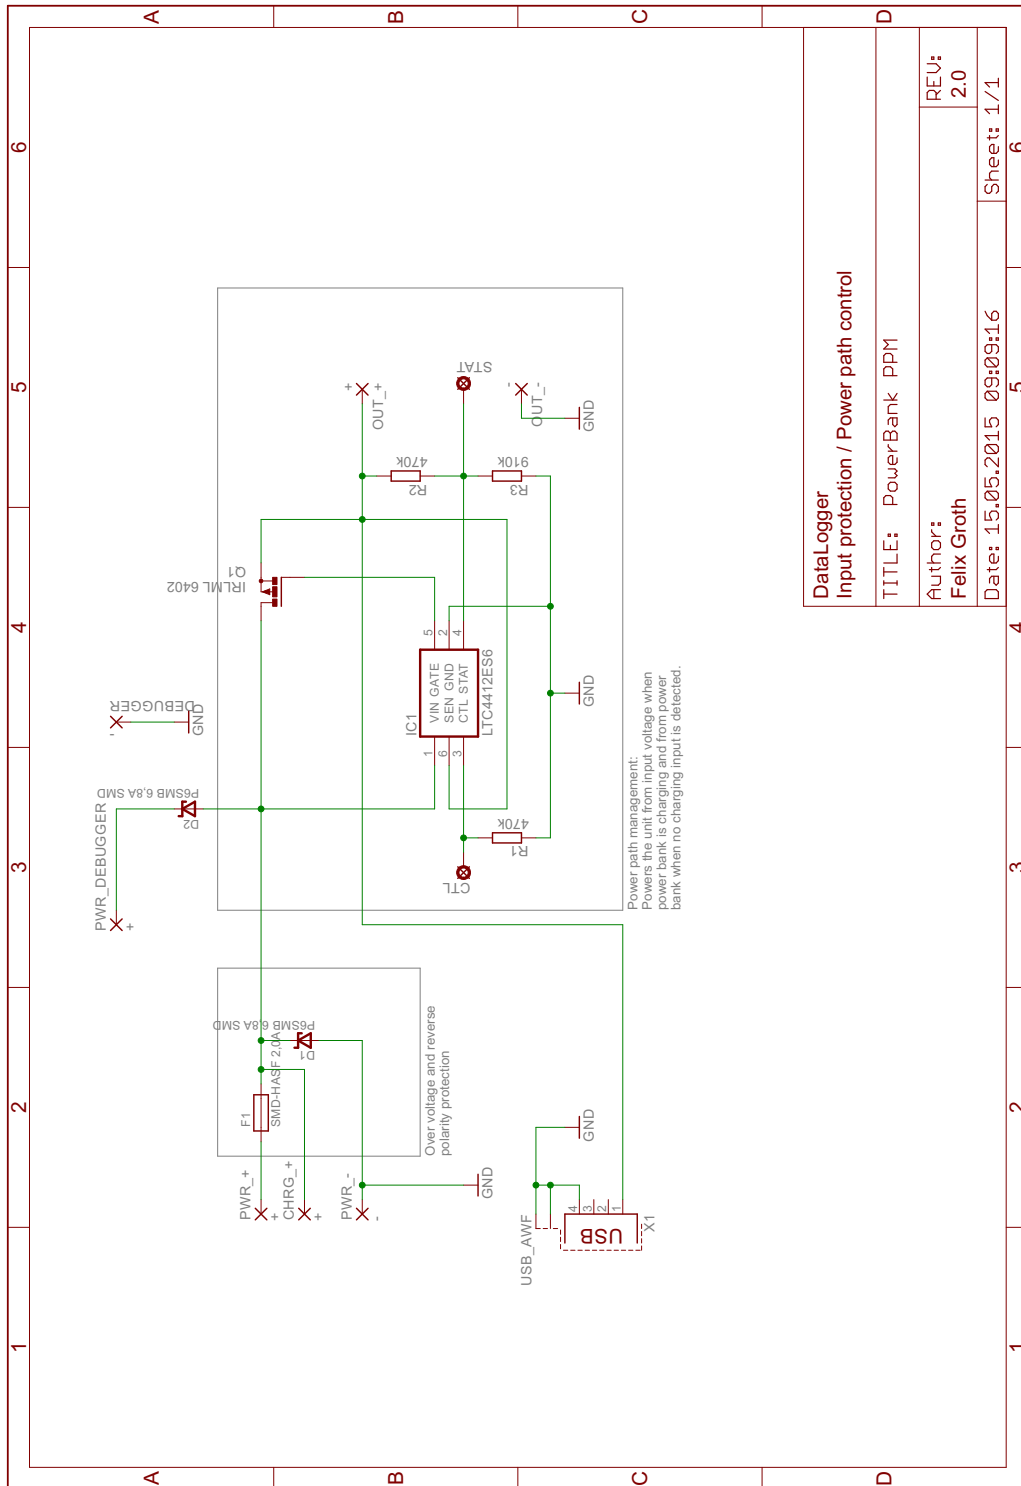 A
B
C
D
6
5
4
3
2
1
6
5
4
3
2
1
A
B
C
D
PWR_DEBUGGER
+
P6SMB 6,8A SMD
D2
DEBUGGER
-
GND
PWR_+
+
CHRG_+
+
PWR_-
-
GND
F1
SMD-HASF 2,0A
P6SMB 6,8A SMD
D1
Over voltage and reverse
polarity protection
USB_AWF
GND
USB
4
3
2
1
X1
Q1
IRLML 6402
IC1
VIN GATE
SEN GND
CTL STAT
LTC4412ES6
1
6
3
5
2
4
CTL
R1
470k
GND
R2
470k
R3
910k
+
+
OUT_+
STAT
-
-
OUT_-
GND
Power path management:
Powers the unit from input voltage when
power bank is charging and from power
bank when no charging input is detected.
DataLogger
Input protection / Power path control
TITLE: PowerBank PPM
Author:
Felix Groth
REV:
2.0
Date: 15.05.2015 09:09:16
Sheet: 1/1